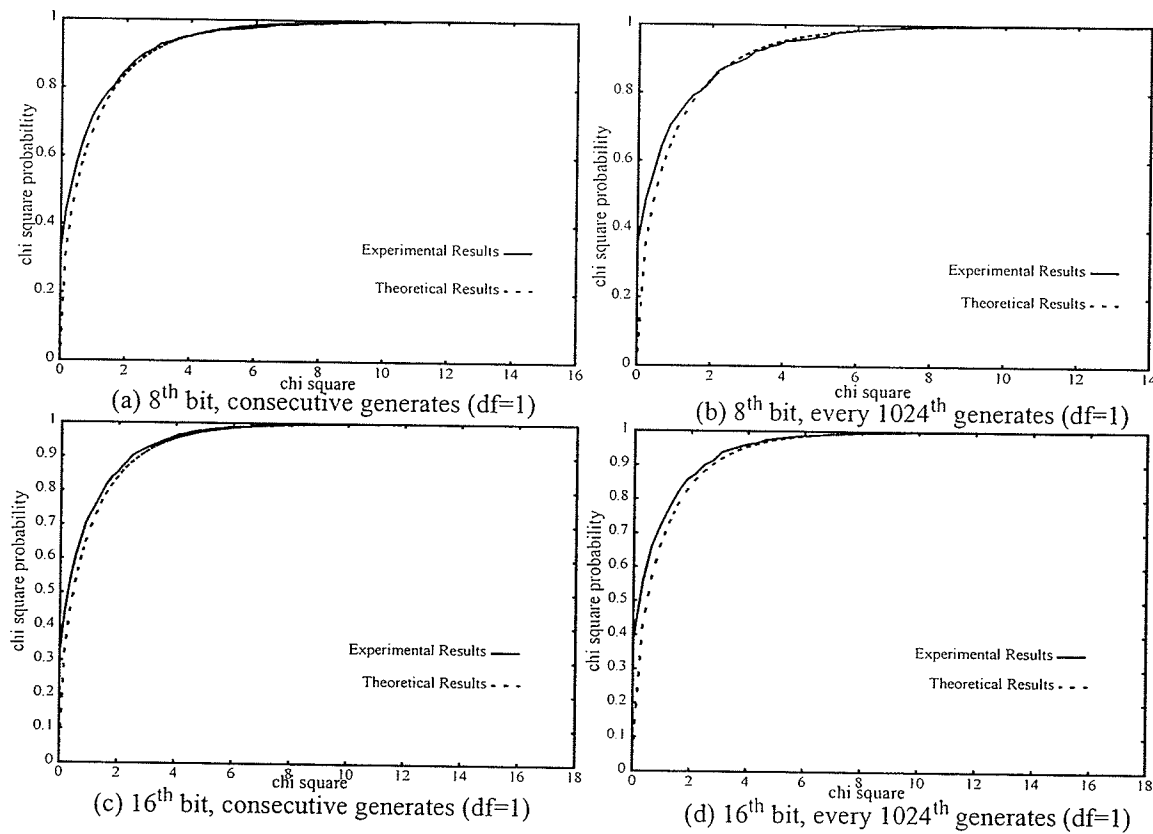 1
0.8
0.6
0.4
0.2
0
chi square probability
Experimental Results
Theoretical Results
0 2 4 6 8 10 12 14 16
chi square
(a) 8th bit, consecutive generates (df=1)
1
0.8
0.6
0.4
0.2
0
chi square probability
Experimental Results
Theoretical Results
0 2 4 6 8 10 12 14
chi square
(b) 8th bit, every 1024th generates (df=1)
1
0.9
0.8
0.7
0.6
0.5
0.4
0.3
0.2
0.1
0
chi square probability
Experimental Results
Theoretical Results
0 2 4 6 8 10 12 14 16 18
chi square
(c) 16th bit, consecutive generates (df=1)
1
0.9
0.8
0.7
0.6
0.5
0.4
0.3
0.2
0.1
0
chi square probability
Experimental Results
Theoretical Results
0 2 4 6 8 10 12 14 16 18
chi square
(d) 16th bit, every 1024th generates (df=1)